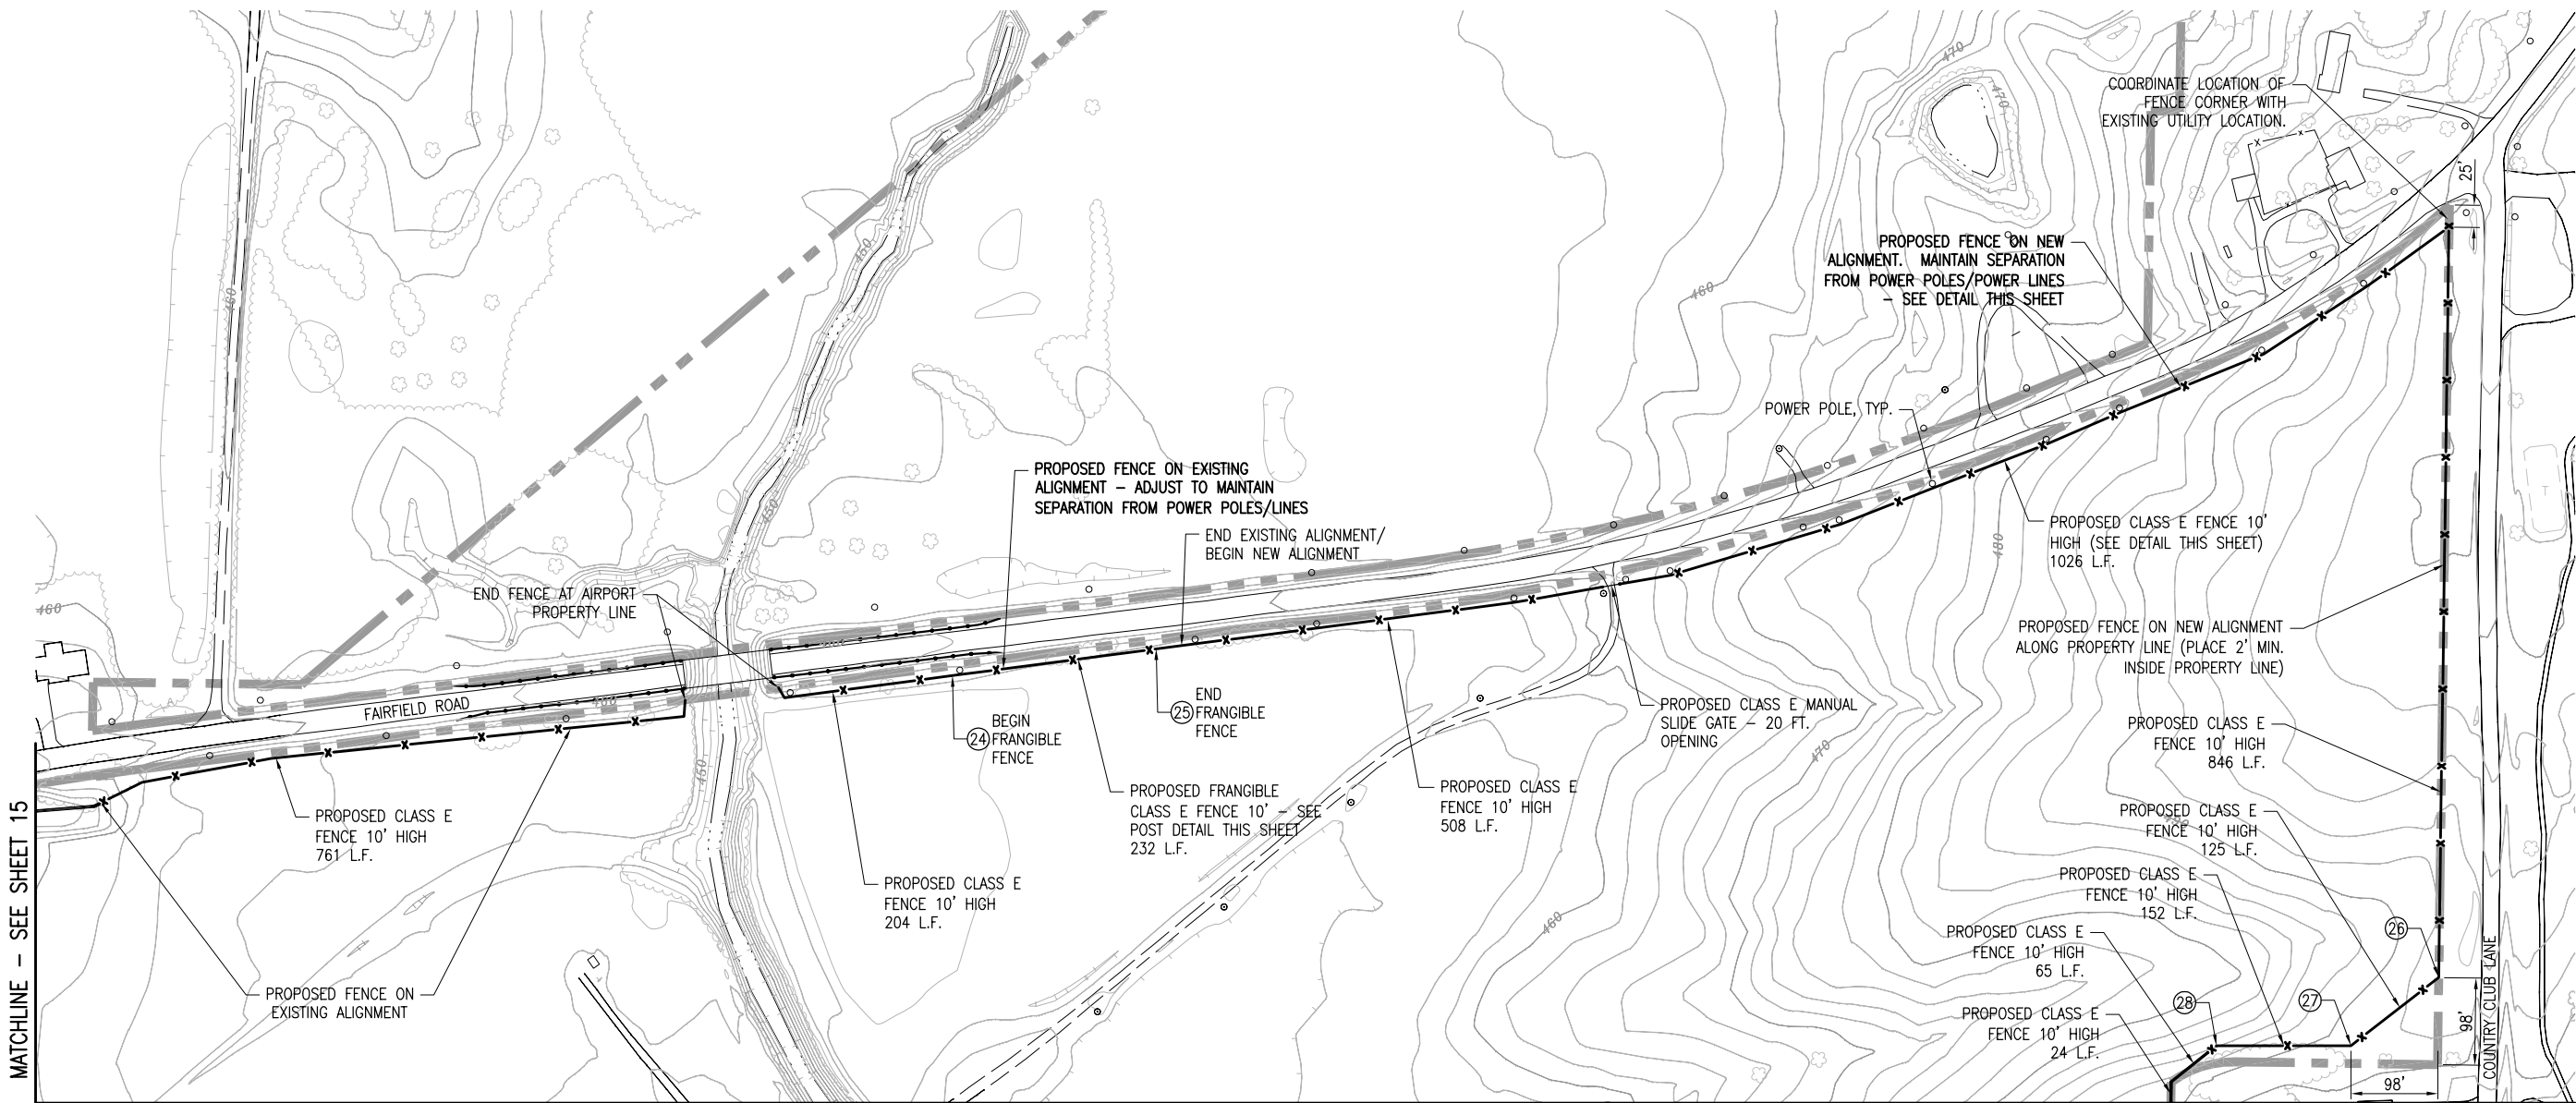 COORDINATE LOCATION OF
FENCE CORNER WITH
EXISTING UTILITY LOCATION.
25'
470
470
PROPOSED FENCE ON NEW
ALIGNMENT. MAINTAIN SEPARATION
FROM POWER POLES/POWER LINES
– SEE DETAIL THIS SHEET
460
460
460
POWER POLE, TYP.
PROPOSED FENCE ON EXISTING
ALIGNMENT – ADJUST TO MAINTAIN
SEPARATION FROM POWER POLES/LINES
END EXISTING ALIGNMENT/
BEGIN NEW ALIGNMENT
450
T
PROPOSED CLASS E FENCE 10'
HIGH (SEE DETAIL THIS SHEET)
1026 L.F.
480
END FENCE AT AIRPORT
PROPERTY LINE
460
PROPOSED FENCE ON NEW ALIGNMENT
ALONG PROPERTY LINE (PLACE 2' MIN.
INSIDE PROPERTY LINE)
FAIRFIELD ROAD
460
24
BEGIN
FRANGIBLE
FENCE
25
END
FRANGIBLE
FENCE
PROPOSED CLASS E MANUAL
SLIDE GATE – 20 FT.
OPENING
470
450
PROPOSED CLASS E
FENCE 10' HIGH
846 L.F.
PROPOSED CLASS E
FENCE 10' HIGH
761 L.F.
PROPOSED FRANGIBLE
CLASS E FENCE 10' – SEE
POST DETAIL THIS SHEET
232 L.F.
PROPOSED CLASS E
FENCE 10' HIGH
508 L.F.
PROPOSED CLASS E
FENCE 10' HIGH
125 L.F.
PROPOSED CLASS E
FENCE 10' HIGH
204 L.F.
PROPOSED CLASS E
FENCE 10' HIGH
152 L.F.
460
PROPOSED CLASS E
FENCE 10' HIGH
65 L.F.
26
PROPOSED FENCE ON
EXISTING ALIGNMENT
PROPOSED CLASS E
FENCE 10' HIGH
24 L.F.
28
27
98'
98'
COUNTRY CLUB LANE
MATCHLINE – SEE SHEET 15